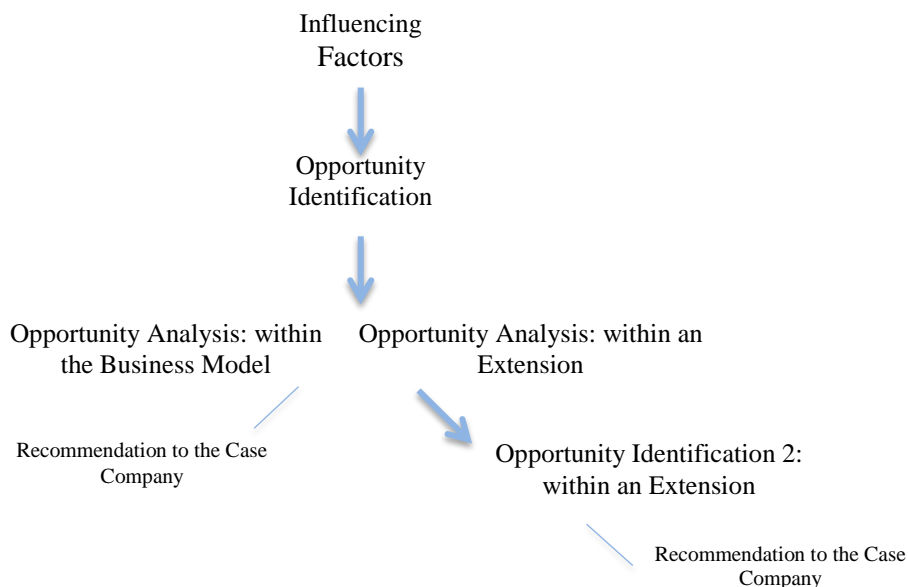 Influencing
Factors
Opportunity
Identification
Opportunity Analysis: within
the Business Model
Opportunity Analysis: within an
Extension
Recommendation to the Case
Company
Opportunity Identification 2:
within an Extension
Recommendation to the Case
Company